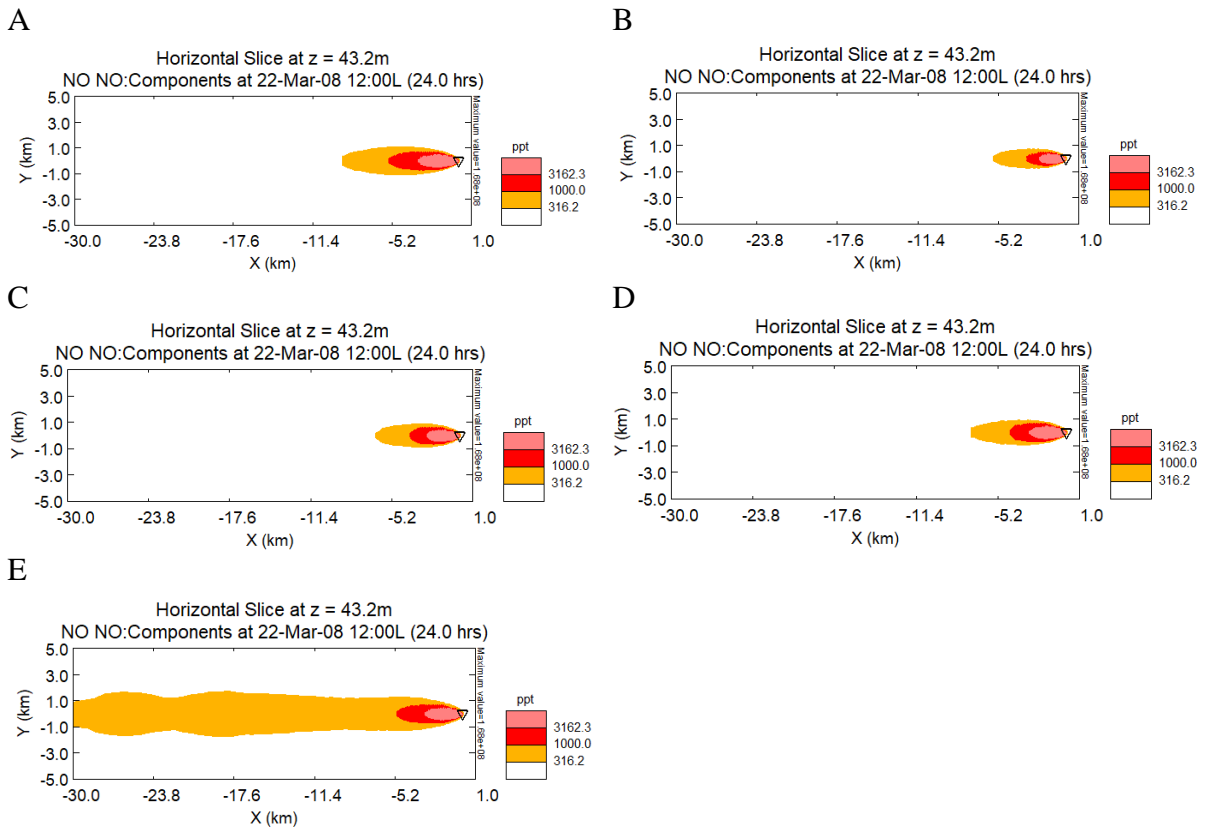 A
Horizontal Slice at z = 43.2m
NO NO:Components at 22-Mar-08 12:00L (24.0 hrs)
5.0
3.0
1.0
-1.0
-3.0
-5.0
Y (km)
-30.0 -23.8 -17.6 -11.4 -5.2 1.0
X (km)
Maximum value=1.68e+08
ppt
3162.3
1000.0
316.2
B
Horizontal Slice at z = 43.2m
NO NO:Components at 22-Mar-08 12:00L (24.0 hrs)
5.0
3.0
1.0
-1.0
-3.0
-5.0
Y (km)
-30.0 -23.8 -17.6 -11.4 -5.2 1.0
X (km)
Maximum value=1.68e+08
ppt
3162.3
1000.0
316.2
C
Horizontal Slice at z = 43.2m
NO NO:Components at 22-Mar-08 12:00L (24.0 hrs)
5.0
3.0
1.0
-1.0
-3.0
-5.0
Y (km)
-30.0 -23.8 -17.6 -11.4 -5.2 1.0
X (km)
Maximum value=1.68e+08
ppt
3162.3
1000.0
316.2
D
Horizontal Slice at z = 43.2m
NO NO:Components at 22-Mar-08 12:00L (24.0 hrs)
5.0
3.0
1.0
-1.0
-3.0
-5.0
Y (km)
-30.0 -23.8 -17.6 -11.4 -5.2 1.0
X (km)
Maximum value=1.68e+08
ppt
3162.3
1000.0
316.2
E
Horizontal Slice at z = 43.2m
NO NO:Components at 22-Mar-08 12:00L (24.0 hrs)
5.0
3.0
1.0
-1.0
-3.0
-5.0
Y (km)
-30.0 -23.8 -17.6 -11.4 -5.2 1.0
X (km)
Maximum value=1.68e+08
ppt
3162.3
1000.0
316.2